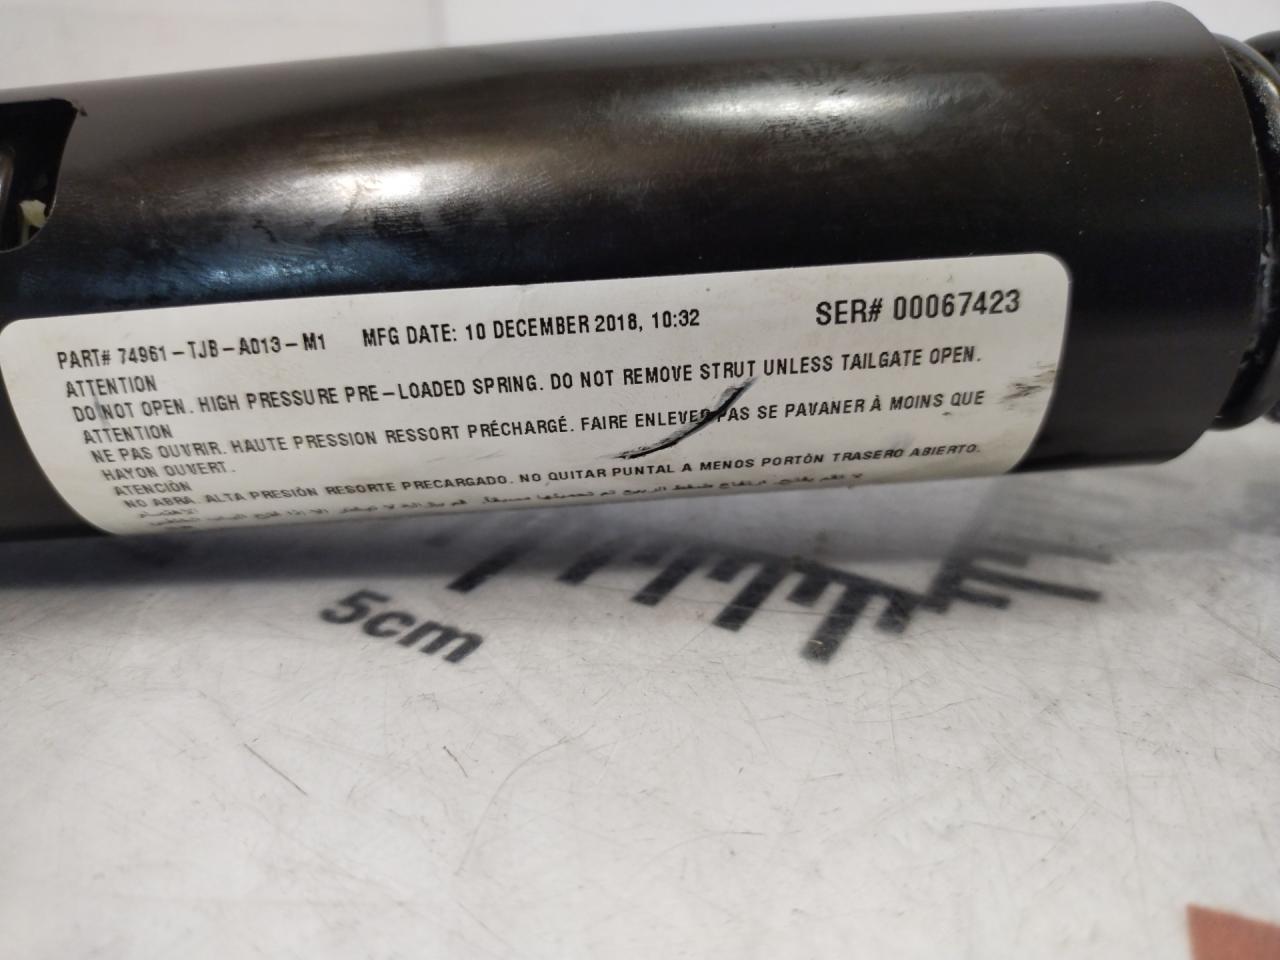 PART# 74961-TJB-A013-M1 MFG DATE: 10 DECEMBER 2018, 10:32 SER# 00067423
ATTENTION
DO NOT OPEN. HIGH PRESSURE PRE-LOADED SPRING. DO NOT REMOVE STRUT UNLESS TAILGATE OPEN.
ATTENTION
NE PAS OUVRIR. HAUTE PRESSION RESSORT PRÉCHARGÉ. FAIRE ENLEVER PAS SE PAVANER À MOINS QUE
HAYON OUVERT.
ATENCIÓN
NO ABRA. ALTA PRESIÓN RESORTE PRECARGADO. NO QUITAR PUNTAL A MENOS PORTÓN TRASERO ABIERTO.
5cm